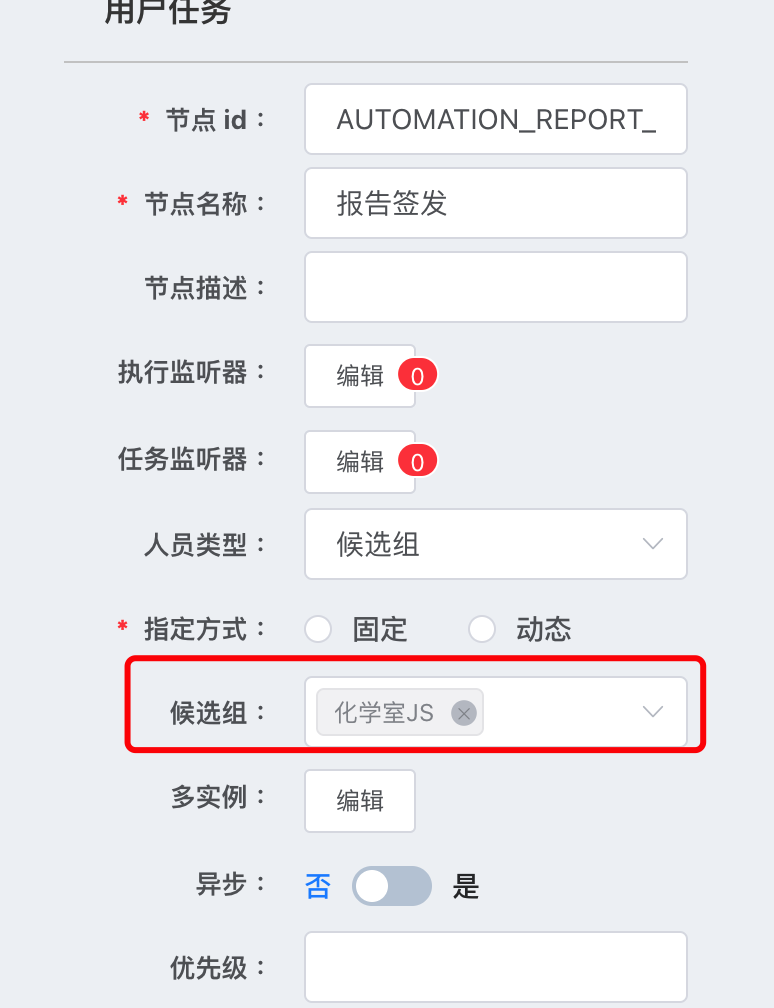 用户任务
* 节点 id： AUTOMATION_REPORT_
* 节点名称： 报告签发
节点描述：
执行监听器： 编辑 0
任务监听器： 编辑 0
人员类型： 候选组
* 指定方式： 固定 动态
候选组： 化学室JS
多实例： 编辑
异步： 否 是
优先级：